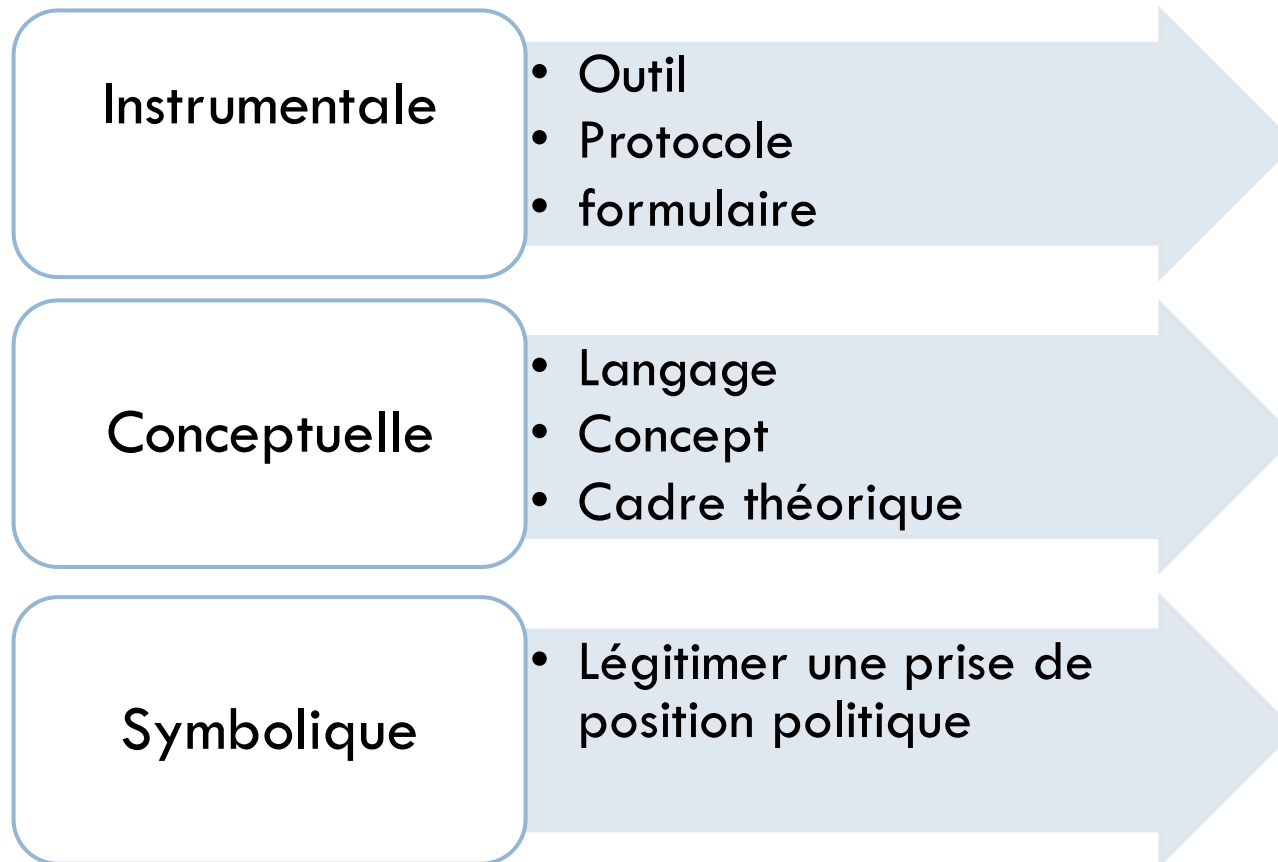 Instrumentale
• Outil
• Protocole
• formulaire
Conceptuelle
• Langage
• Concept
• Cadre théorique
Symbolique
• Légitimer une prise de
position politique